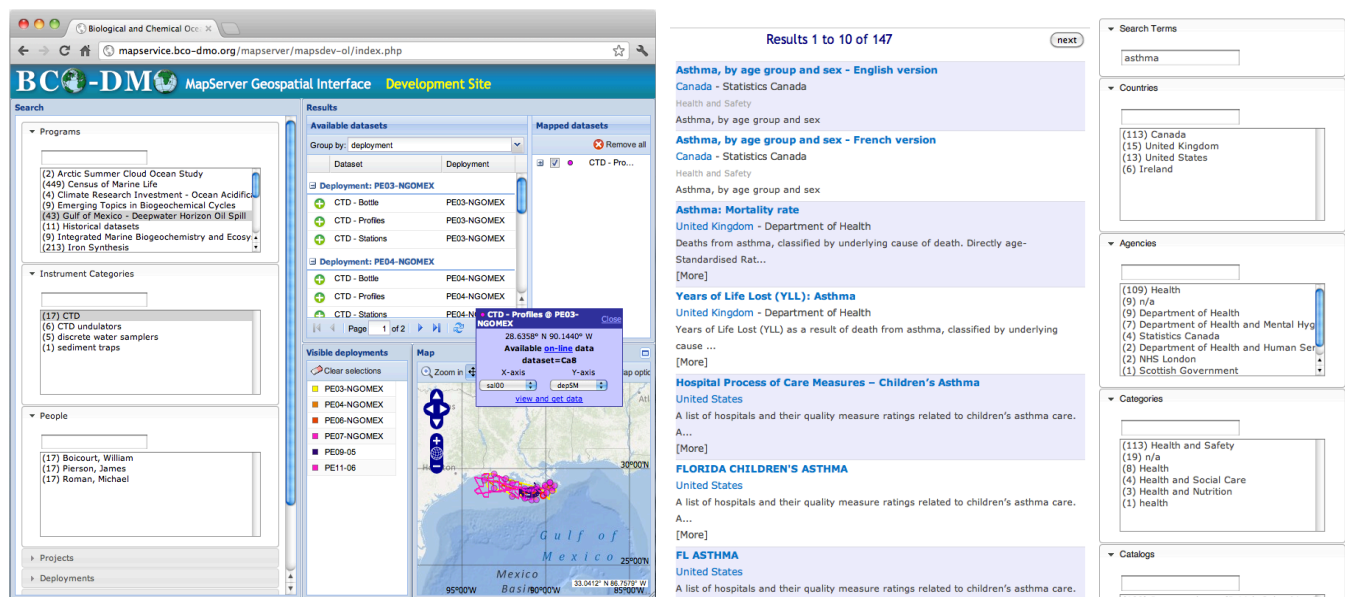 Biological and Chemical Oce
mapservice.bco-dmo.org/mapserver/mapsdev-ol/index.php
BCO-DMO MapServer Geospatial Interface Development Site
Search
Programs
(2) Arctic Summer Cloud Ocean Study
(449) Census of Marine Life
(4) Climate Research Investment - Ocean Acidifica
(9) Emerging Topics in Biogeochemical Cycles
(43) Gulf of Mexico - Deepwater Horizon Oil Spill
(11) Historical datasets
(9) Integrated Marine Biogeochemistry and Ecosy
(213) Iron Synthesis
Instrument Categories
(17) CTD
(6) CTD undulators
(5) discrete water samplers
(1) sediment traps
People
(17) Boicourt, William
(17) Pierson, James
(17) Roman, Michael
Projects
Deployments
Results
Available datasets
Group by: deployment
Dataset Deployment
Deployment: PE03-NGOMEX
CTD - Bottle PE03-NGOMEX
CTD - Profiles PE03-NGOMEX
CTD - Stations PE03-NGOMEX
Deployment: PE04-NGOMEX
CTD - Bottle PE04-NGOMEX
CTD - Profiles PE04-NGOMEX
CTD - Stations PE04-N
Page 1 of 2
Mapped datasets
Remove all
CTD - Pro...
Visible deployments
Clear selections
PE03-NGOMEX
PE04-NGOMEX
PE06-NGOMEX
PE07-NGOMEX
PE09-05
PE11-06
Map
Zoom in
ap optio
CTD - Profiles @ PE03-NGOMEX
Close
28.6358° N 90.1440° W
Available on-line data
dataset=Ca8
X-axis Y-axis
sal00 depSM
view and get data
30°00'N
Gulf of
Mexico
25°00'N
Mexico
Basin
33.0412° N 86.7579° W
95°00'W 90°00'W 85°00'W
Results 1 to 10 of 147
next
Asthma, by age group and sex - English version
Canada - Statistics Canada
Health and Safety
Asthma, by age group and sex
Asthma, by age group and sex - French version
Canada - Statistics Canada
Health and Safety
Asthma, by age group and sex
Asthma: Mortality rate
United Kingdom - Department of Health
Deaths from asthma, classified by underlying cause of death. Directly age-
Standardised Rat...
[More]
Years of Life Lost (YLL): Asthma
United Kingdom - Department of Health
Years of Life Lost (YLL) as a result of death from asthma, classified by underlying
cause ...
[More]
Hospital Process of Care Measures – Children's Asthma
United States
A list of hospitals and their quality measure ratings related to children's asthma care.
A...
[More]
FLORIDA CHILDREN'S ASTHMA
United States
A list of hospitals and their quality measure ratings related to children's asthma care.
A...
[More]
FL ASTHMA
United States
A list of hospitals and their quality measure ratings related to children's asthma care.
Search Terms
asthma
Countries
(113) Canada
(15) United Kingdom
(13) United States
(6) Ireland
Agencies
(109) Health
(9) n/a
(9) Department of Health
(7) Department of Health and Mental Hyg
(4) Statistics Canada
(2) Department of Health and Human Ser
(2) NHS London
(1) Scottish Government
Categories
(113) Health and Safety
(19) n/a
(8) Health
(4) Health and Social Care
(3) Health and Nutrition
(1) health
Catalogs